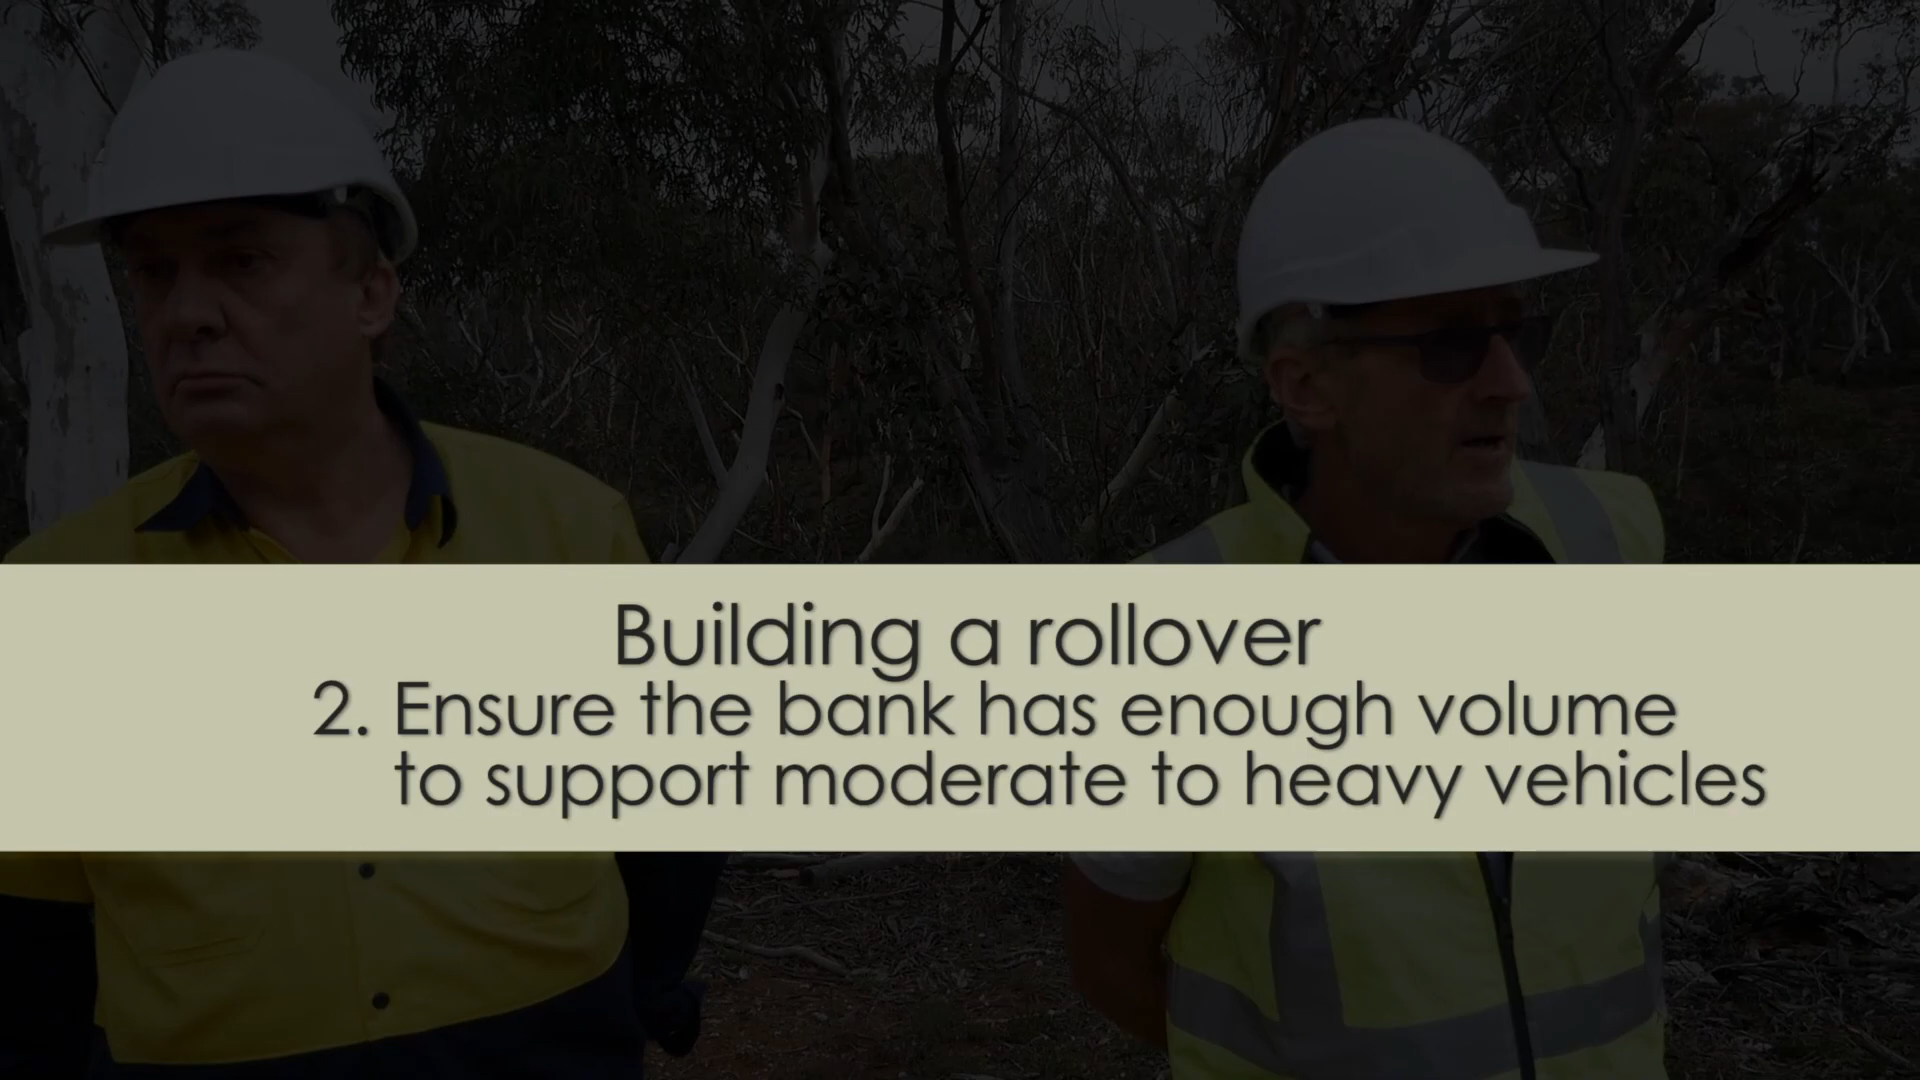 Building a rollover
2. Ensure the bank has enough volume
to support moderate to heavy vehicles